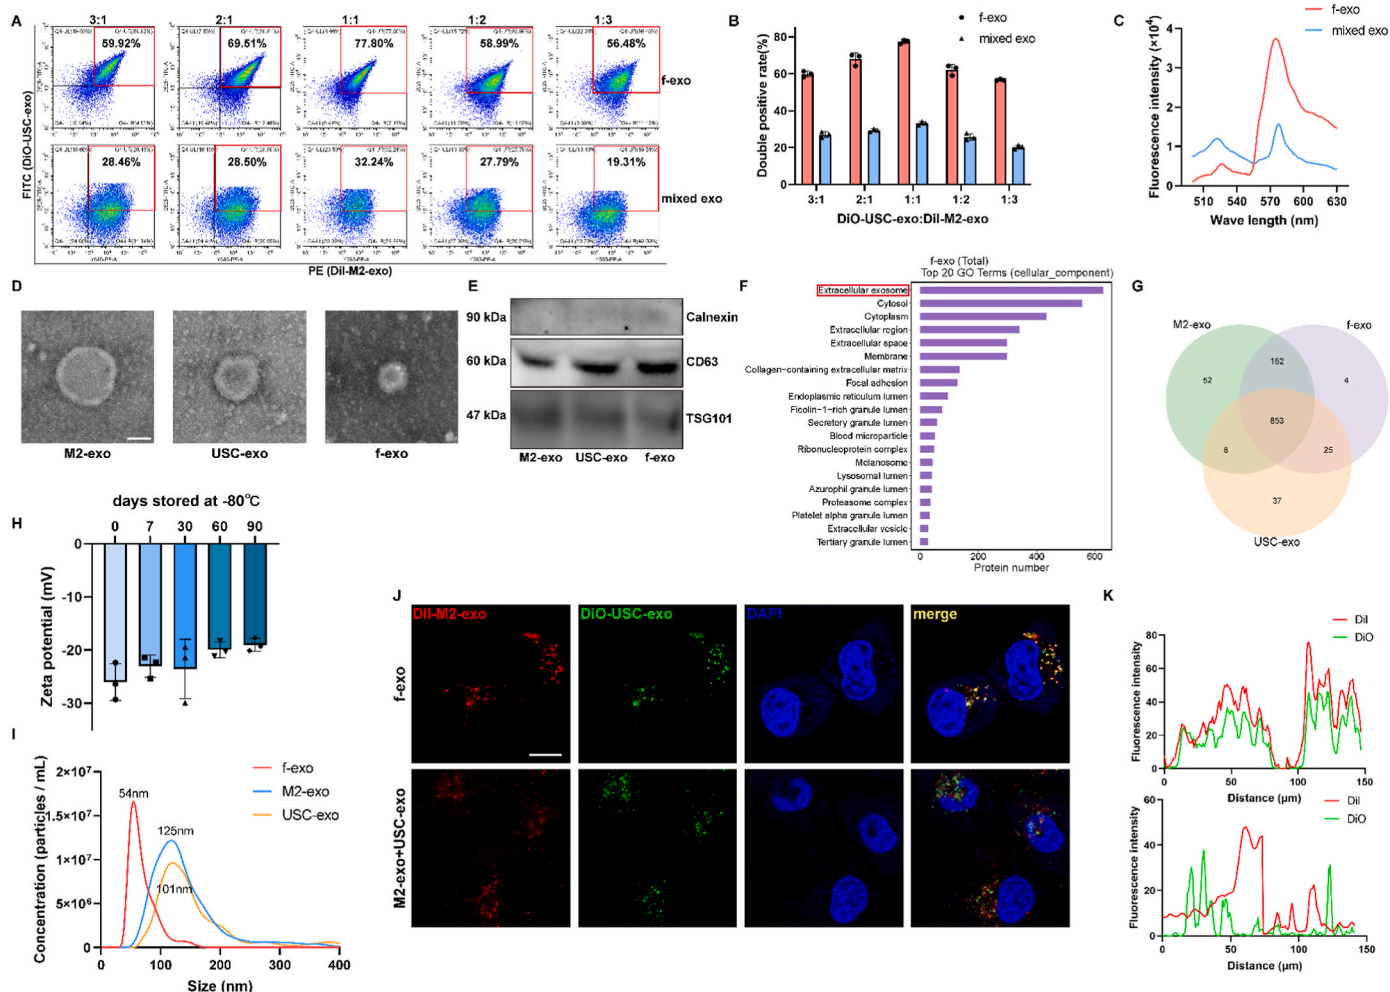 A
3:1
2:1
1:1
1:2
1:3
59.92%
69.51%
77.80%
58.99%
56.48%
f-exo
28.46%
28.50%
32.24%
27.79%
19.31%
mixed exo
FITC (DiO-USC-exo)
PE (Dil-M2-exo)
B
f-exo
mixed exo
Double positive rate(%)
80
60
40
20
0
3:1
2:1
1:1
1:2
1:3
DiO-USC-exo:Dil-M2-exo
C
f-exo
mixed exo
Fluorescence intensity (×10⁴)
4
3
2
1
0
510
540
570
600
630
Wave length (nm)
D
M2-exo
USC-exo
f-exo
E
90 kDa
Calnexin
60 kDa
CD63
47 kDa
TSG101
M2-exo
USC-exo
f-exo
F
f-exo (Total)
Top 20 GO Terms (cellular_component)
Extracellular exosome
Cytosol
Cytoplasm
Extracellular region
Extracellular space
Membrane
Collagen-containing extracellular matrix
Focal adhesion
Endoplasmic reticulum lumen
Ficolin-1-rich granule lumen
Secretory granule lumen
Blood microparticle
Ribonucleoprotein complex
Melanosome
Lysosomal lumen
Azurophil granule lumen
Proteasome complex
Platelet alpha granule lumen
Extracellular vesicle
Tertiary granule lumen
0
200
400
600
Protein number
G
M2-exo
f-exo
152
52
4
853
8
25
37
USC-exo
H
days stored at -80℃
0
7
30
60
90
Zeta potential (mV)
0
-10
-20
-30
I
f-exo
M2-exo
USC-exo
54nm
125nm
101nm
Concentration (particles / mL)
2×10⁷
1.5×10⁷
1×10⁷
5×10⁶
0
0
100
200
300
400
Size (nm)
J
Dil-M2-exo
DiO-USC-exo
DAPI
merge
f-exo
M2-exo+USC-exo
K
Dil
DiO
Fluorescence intensity
80
60
40
20
0
0
50
100
150
Distance (μm)
Dil
DiO
Fluorescence intensity
60
40
20
0
0
50
100
150
Distance (μm)